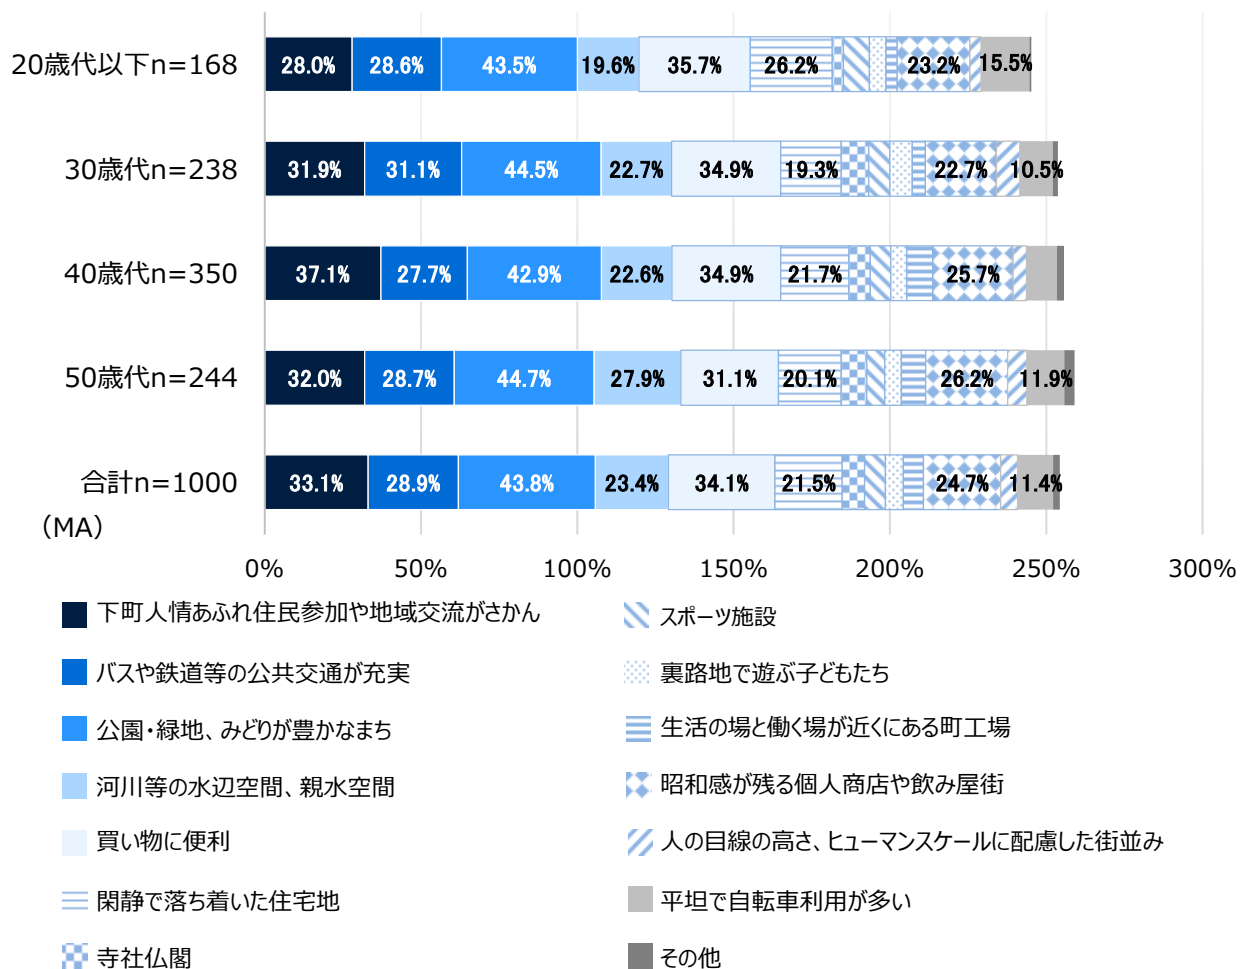 20歳代以下n=168 28.0% 28.6% 43.5% 19.6% 35.7% 26.2% 23.2% 15.5%
30歳代n=238 31.9% 31.1% 44.5% 22.7% 34.9% 19.3% 22.7% 10.5%
40歳代n=350 37.1% 27.7% 42.9% 22.6% 34.9% 21.7% 25.7%
50歳代n=244 32.0% 28.7% 44.7% 27.9% 31.1% 20.1% 26.2% 11.9%
合計n=1000 33.1% 28.9% 43.8% 23.4% 34.1% 21.5% 24.7% 11.4%
（MA）
0% 50% 100% 150% 200% 250% 300%
下町人情あふれ住民参加や地域交流がさかん
バスや鉄道等の公共交通が充実
公園・緑地、みどりが豊かなまち
河川等の水辺空間、親水空間
買い物に便利
閑静で落ち着いた住宅地
寺社仏閣
スポーツ施設
裏路地で遊ぶ子どもたち
生活の場と働く場が近くにある町工場
昭和感が残る個人商店や飲み屋街
人の目線の高さ、ヒューマンスケールに配慮した街並み
平坦で自転車利用が多い
その他